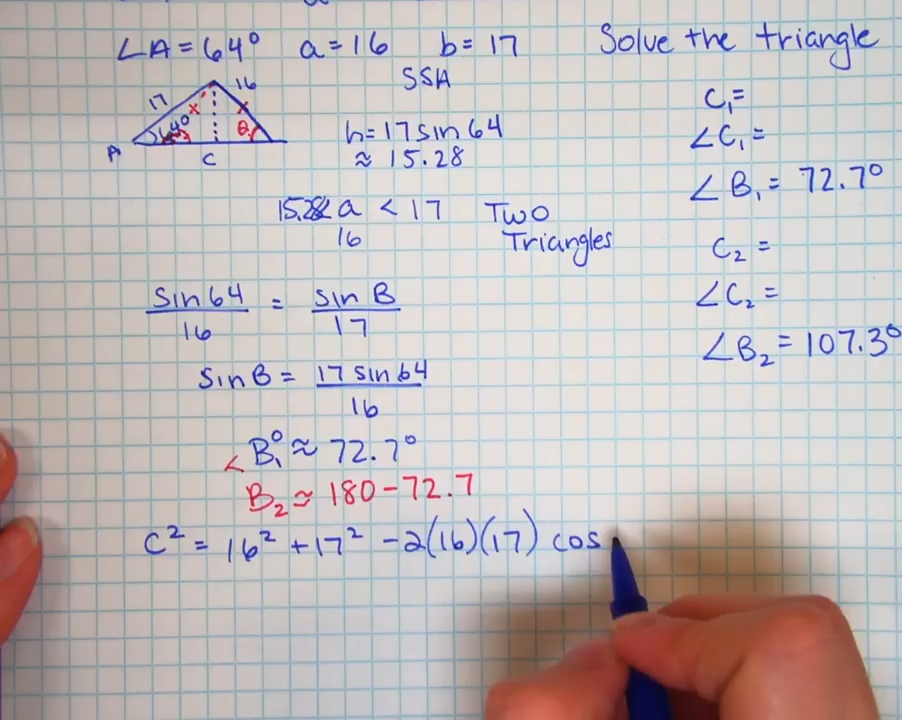 ∠A = 64° a = 16 b = 17 Solve the triangle
SSA
17 16
64° θ
A C
h = 17 sin 64
≈ 15.28
15.28 < a < 17 Two
16 Triangles
sin 64 / 16 = sin B / 17
sin B = 17 sin 64 / 16
∠B₁° ≈ 72.7°
B₂ ≈ 180 - 72.7
C² = 16² + 17² - 2(16)(17) cos
C₁ =
∠C₁ =
∠B₁ = 72.7°
C₂ =
∠C₂ =
∠B₂ = 107.3°